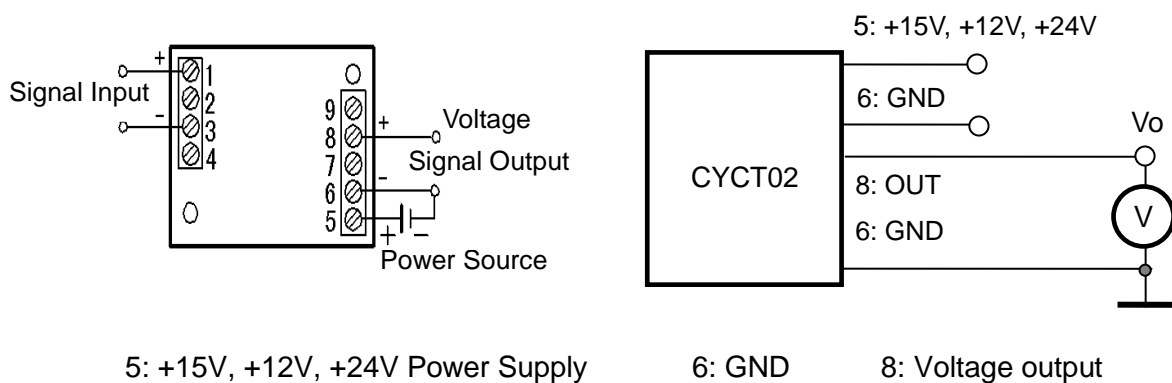 Signal Input
+
-
1
2
3
4
9
8
7
6
5
+
-
Voltage
Signal Output
+ -
Power Source
5: +15V, +12V, +24V
6: GND
CYCT02
8: OUT
6: GND
Vo
V
5: +15V, +12V, +24V Power Supply 6: GND 8: Voltage output